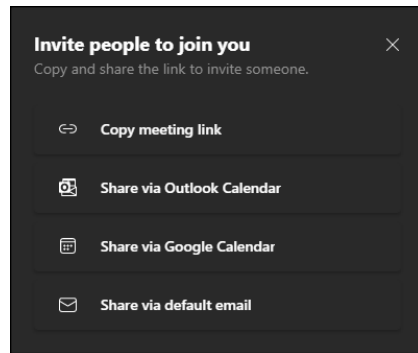 Invite people to join you
Copy and share the link to invite someone.
Copy meeting link
Share via Outlook Calendar
Share via Google Calendar
Share via default email